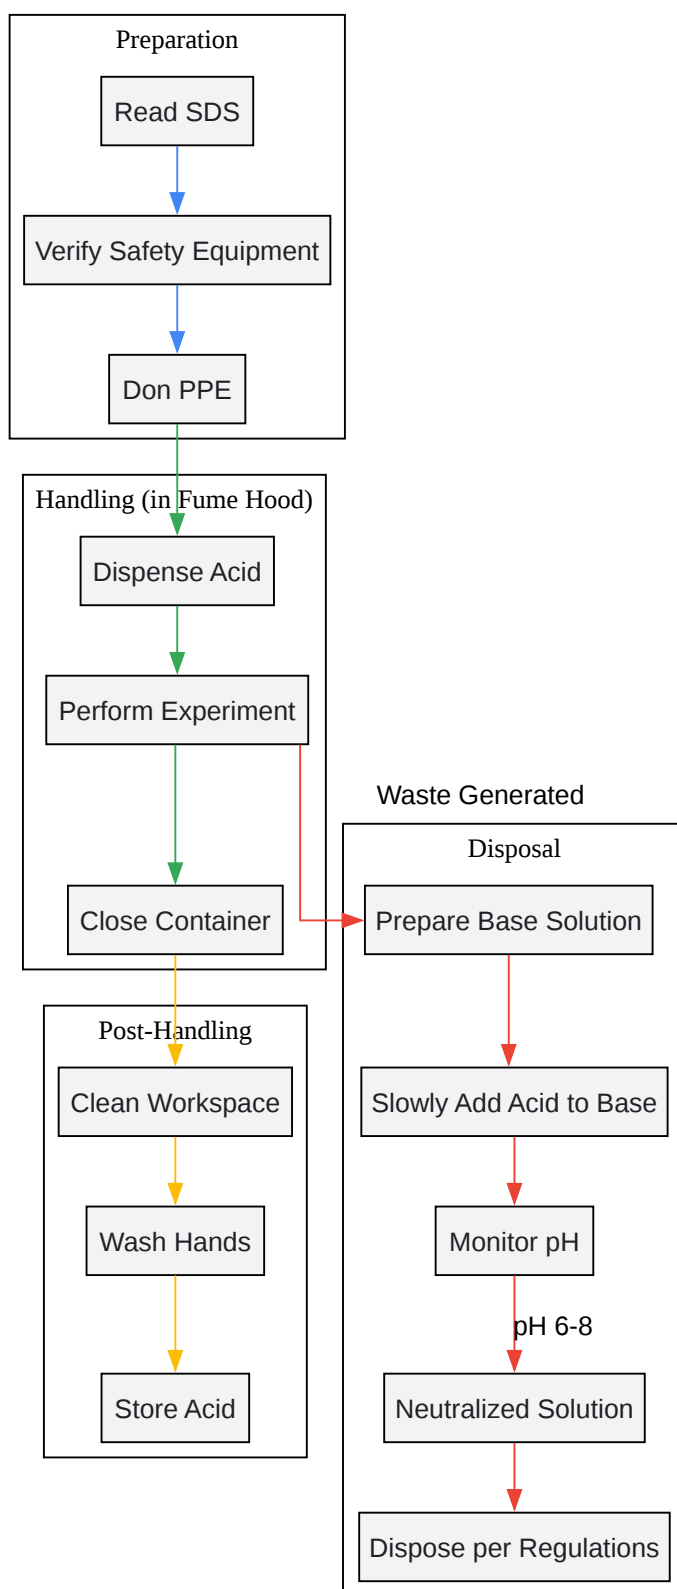 Preparation
Read SDS
Verify Safety Equipment
Don PPE
Handling (in Fume Hood)
Dispense Acid
Perform Experiment
Close Container
Post-Handling
Clean Workspace
Wash Hands
Store Acid
Waste Generated
Disposal
Prepare Base Solution
Slowly Add Acid to Base
Monitor pH
pH 6-8
Neutralized Solution
Dispose per Regulations